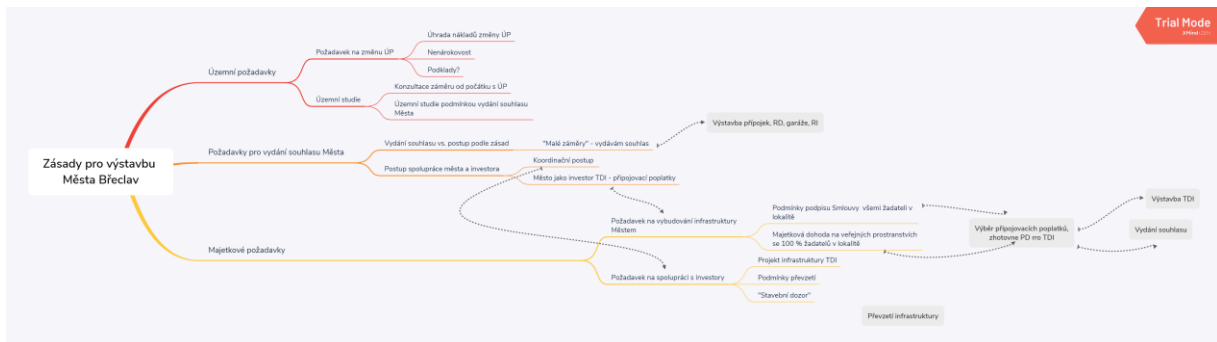 Trial Mode
XMind:ZEN
Úhrada nákladů změny ÚP
Požadavek na změnu ÚP
Nenárokovost
Podklady?
Územní požadavky
Konzultace záměru od počátku s ÚP
Územní studie
Územní studie podmínkou vydání souhlasu
Města
Výstavba přípojek, RD, garáže, RI
Zásady pro výstavbu
Města Břeclav
Požadavky pro vydání souhlasu Města
Vydání souhlasu vs. postup podle zásad
"Malé záměry" - vydávám souhlas
Koordinační postup
Postup spolupráce města a investora
Město jako investor TDI - připojovací poplatky
Majetkové požadavky
Požadavek na vybudování infrastruktury
Městem
Podmínky podpisu Smlouvy všemi žadateli v
lokalitě
Majetková dohoda na veřejných prostranstvích
se 100 % žadatelů v lokalitě
Výběr připojovacích poplatků,
zhotovne PD pro TDI
Výstavba TDI
Vydání souhlasu
Projekt infrastruktury TDI
Požadavek na spolupráci s investory
Podmínky převzetí
"Stavební dozor"
Převzetí infrastruktury